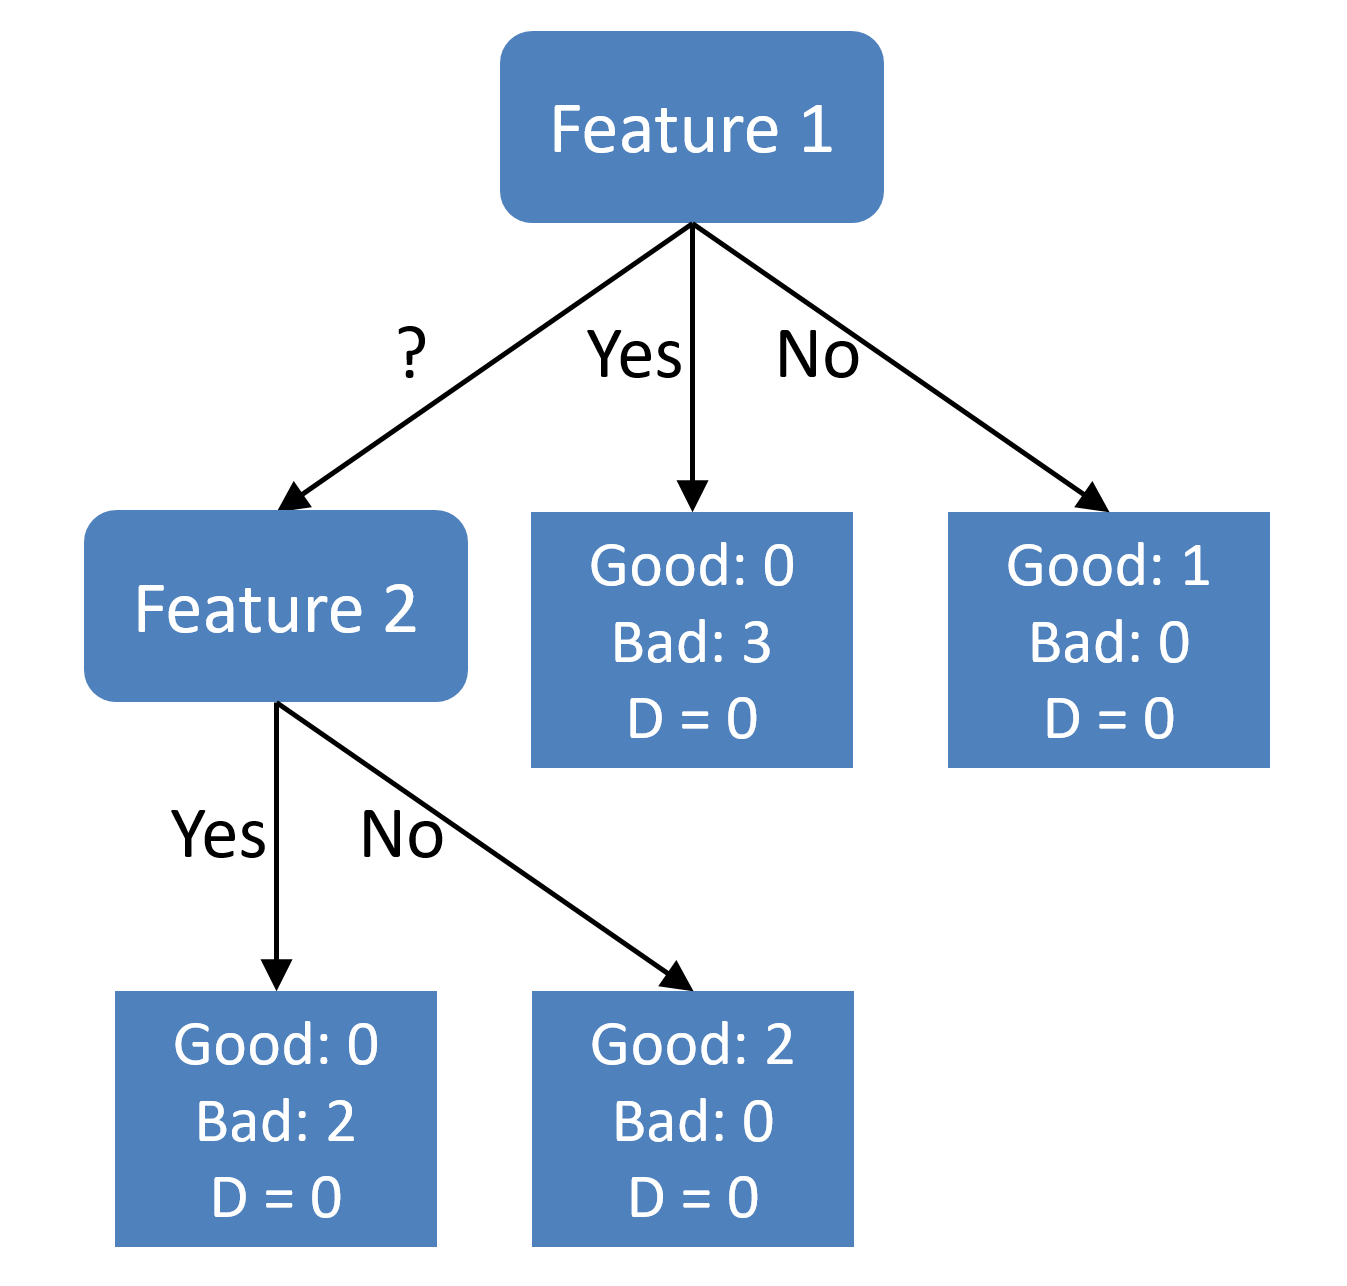 Feature 1
?
Yes
No
Feature 2
Good: 0
Bad: 3
D = 0
Good: 1
Bad: 0
D = 0
Yes
No
Good: 0
Bad: 2
D = 0
Good: 2
Bad: 0
D = 0